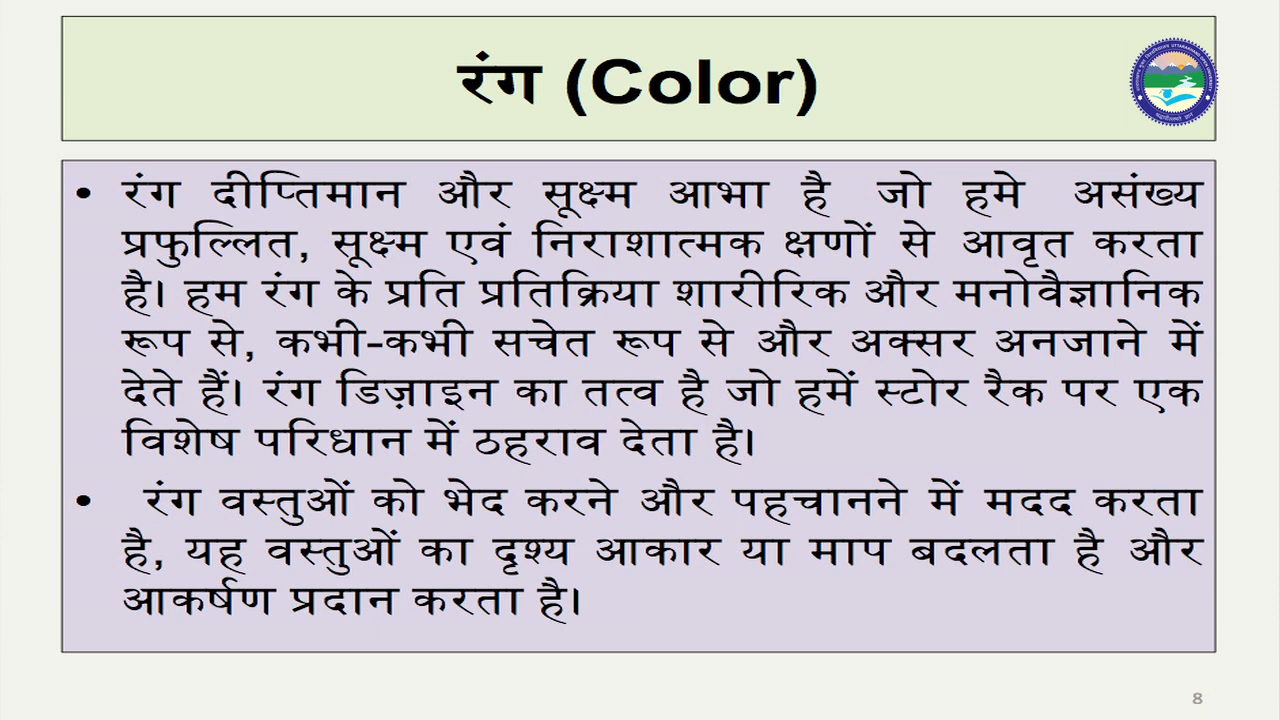 रंग (Color)
• रंग दीप्तिमान और सूक्ष्म आभा है जो हमे असंख्य
प्रफुल्लित, सूक्ष्म एवं निराशात्मक क्षणों से आवृत करता
है। हम रंग के प्रति प्रतिक्रिया शारीरिक और मनोवैज्ञानिक
रूप से, कभी-कभी सचेत रूप से और अक्सर अनजाने में
देते हैं। रंग डिज़ाइन का तत्व है जो हमें स्टोर रैक पर एक
विशेष परिधान में ठहराव देता है।
• रंग वस्तुओं को भेद करने और पहचानने में मदद करता
है, यह वस्तुओं का दृश्य आकार या माप बदलता है और
आकर्षण प्रदान करता है।
8